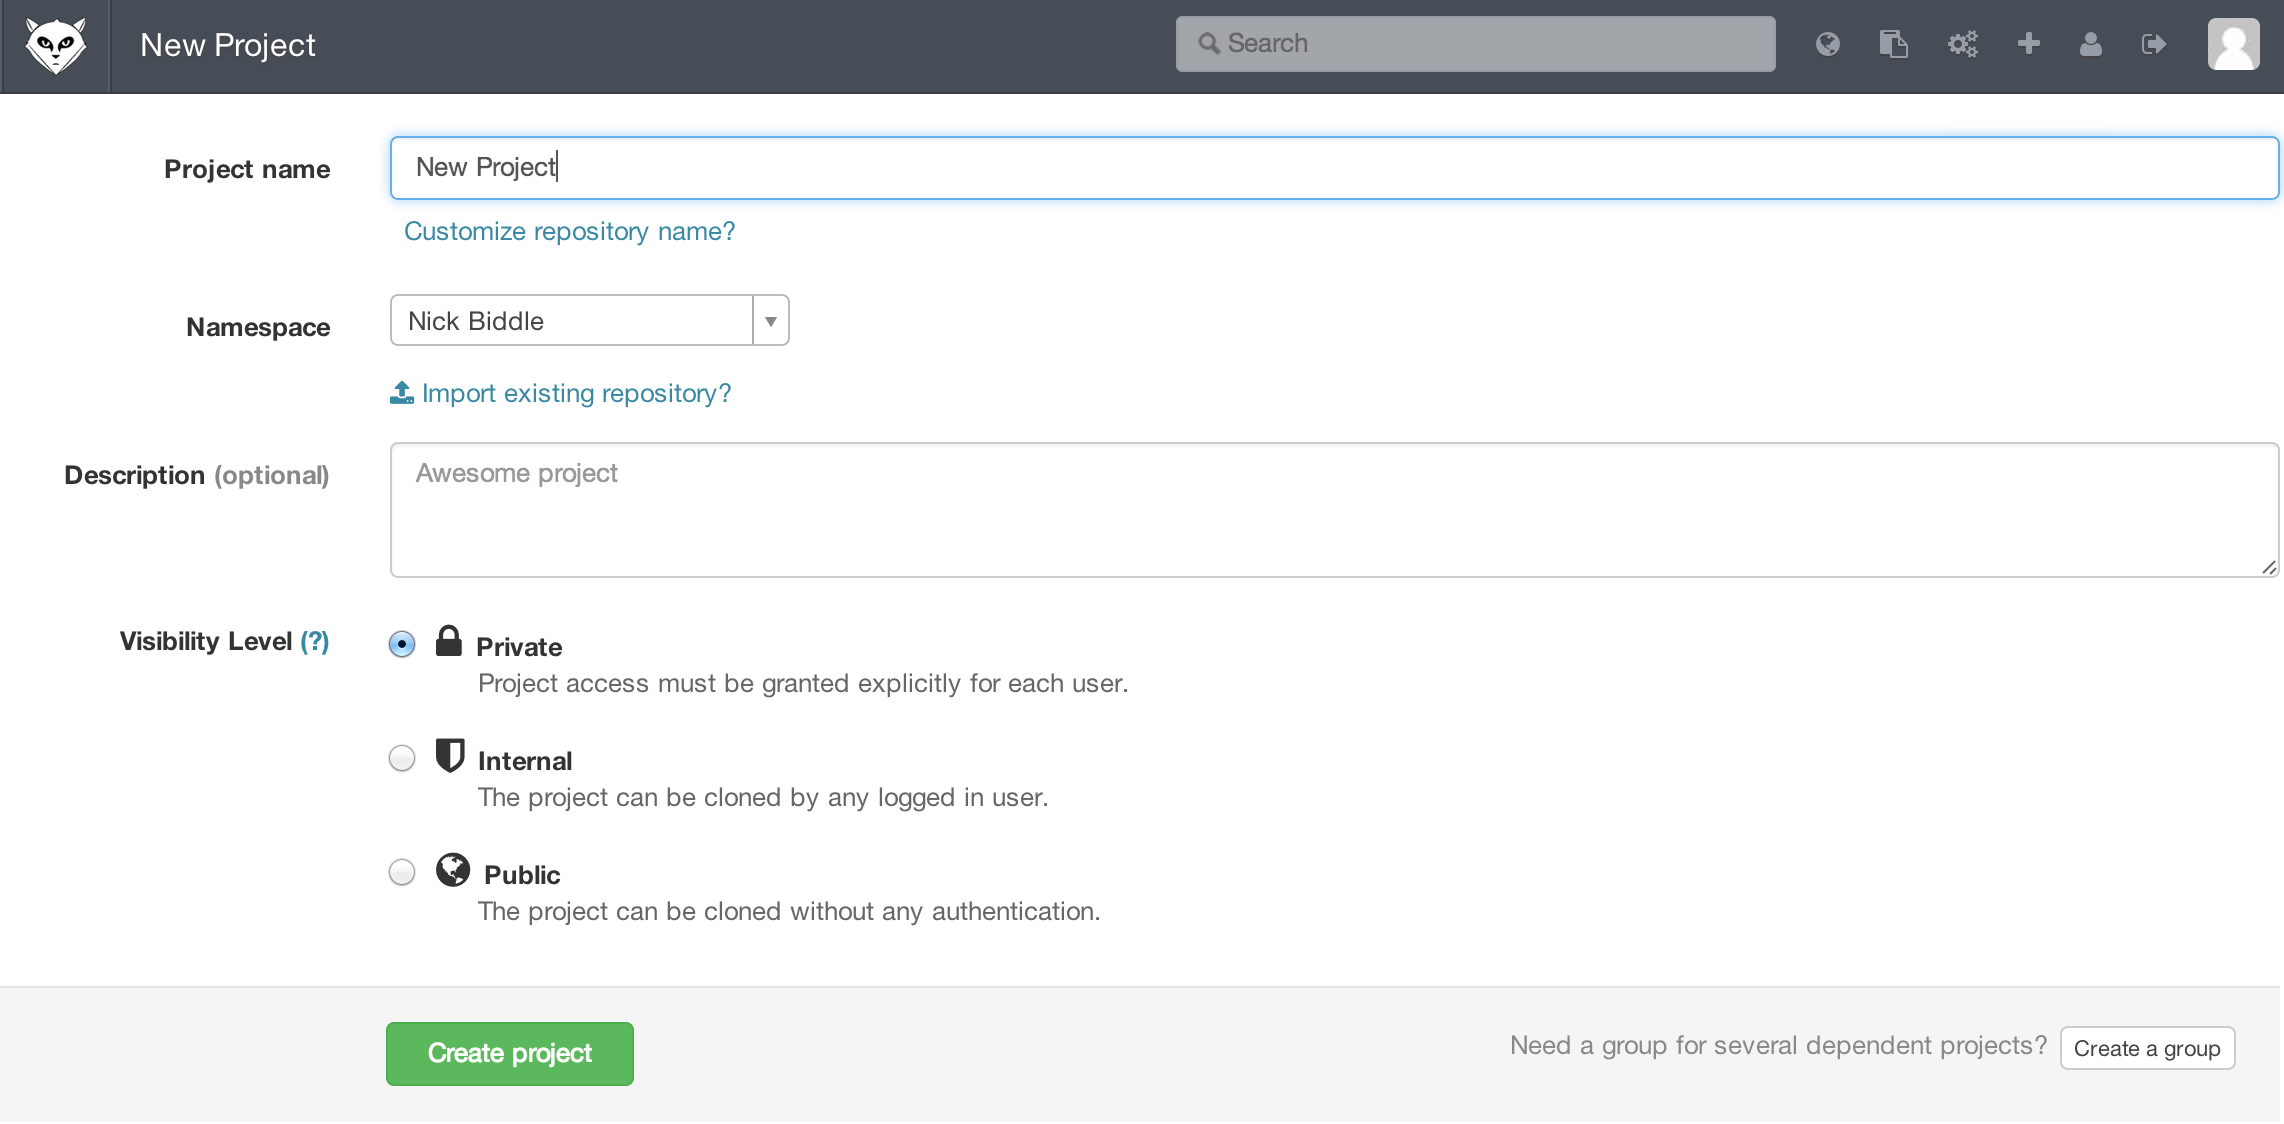 New Project
Search
Project name
New Project
Customize repository name?
Namespace
Nick Biddle
Import existing repository?
Description (optional)
Awesome project
Visibility Level (?)
Private
Project access must be granted explicitly for each user.
Internal
The project can be cloned by any logged in user.
Public
The project can be cloned without any authentication.
Create project
Need a group for several dependent projects?
Create a group